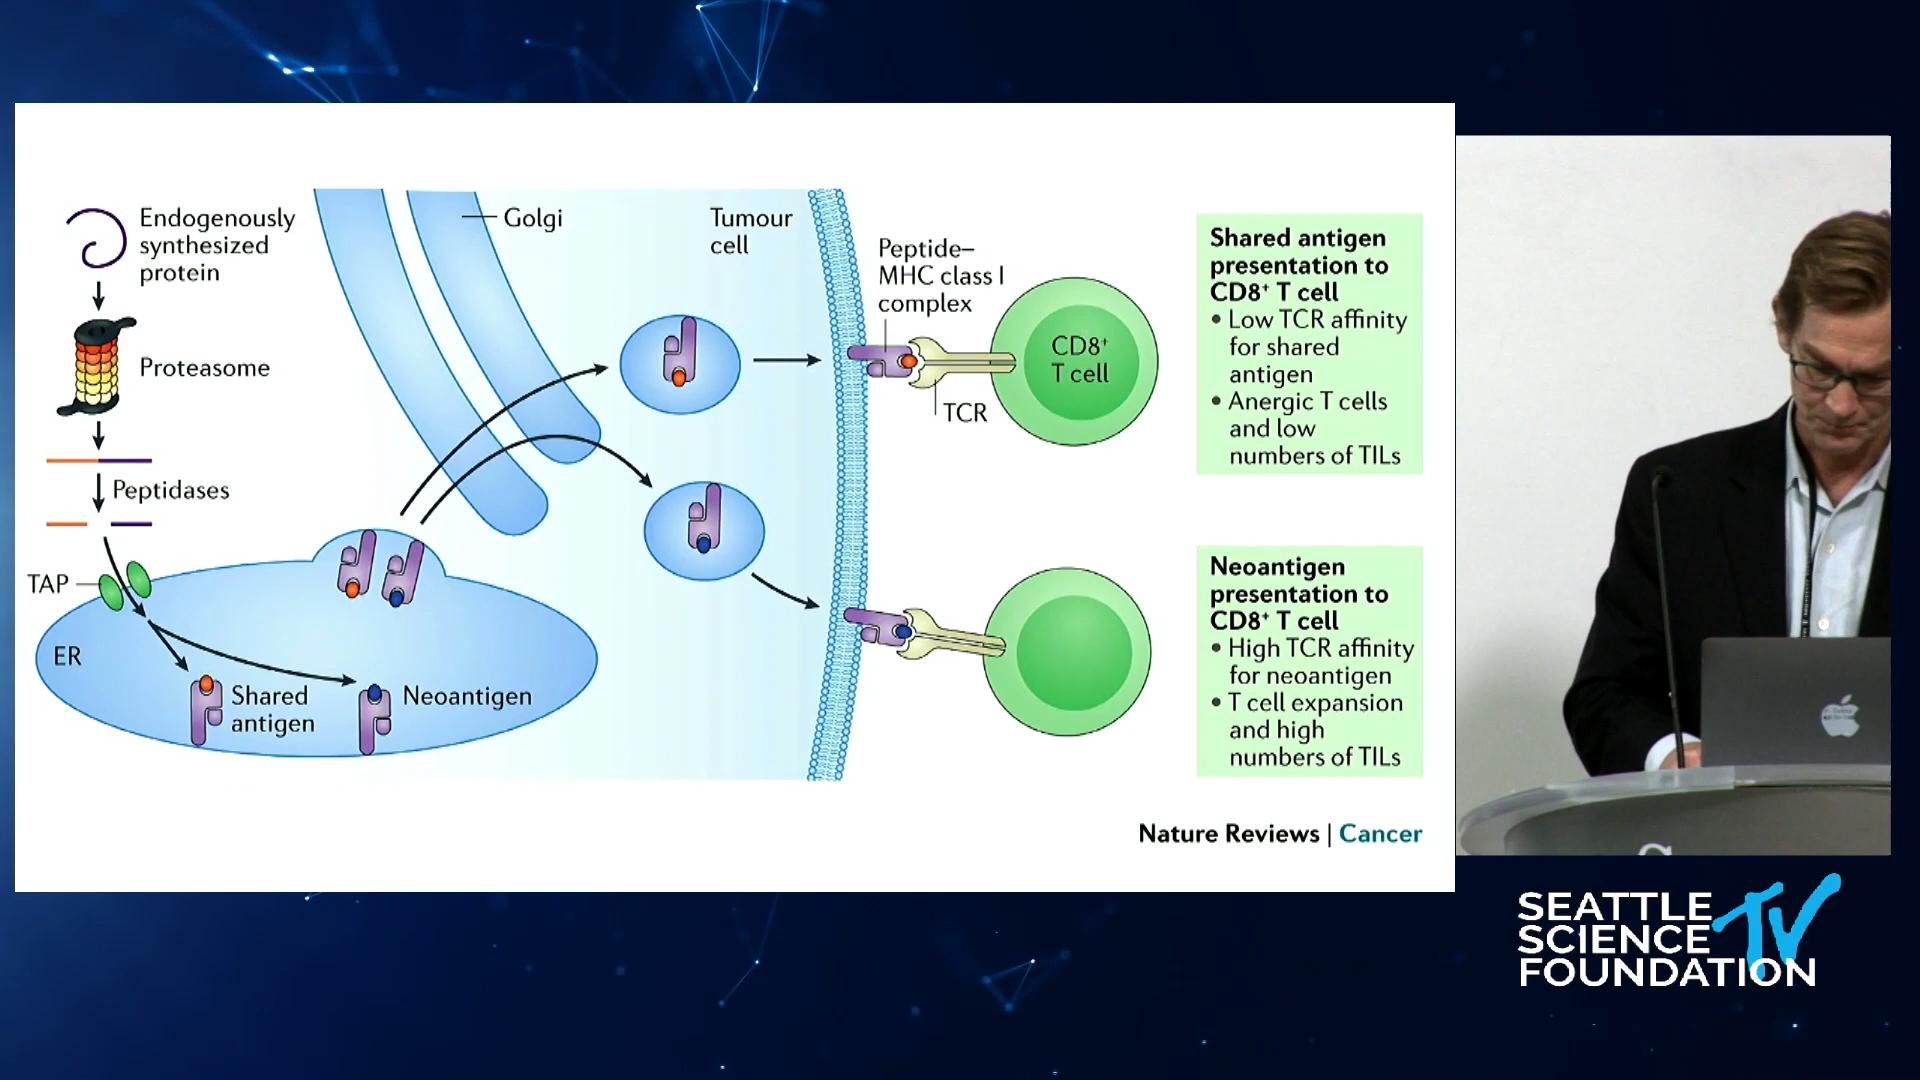 Endogenously
synthesized
protein
Proteasome
Peptidases
TAP
ER
Shared
antigen
Neoantigen
Golgi
Tumour
cell
Peptide–
MHC class I
complex
CD8⁺
T cell
TCR
Shared antigen
presentation to
CD8⁺ T cell
• Low TCR affinity
for shared
antigen
• Anergic T cells
and low
numbers of TILs
Neoantigen
presentation to
CD8⁺ T cell
• High TCR affinity
for neoantigen
• T cell expansion
and high
numbers of TILs
Nature Reviews | Cancer
SEATTLE
SCIENCE TV
FOUNDATION